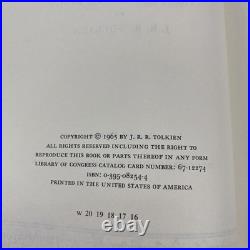 J. R. R. TOLKIEN
COPYRIGHT © 1965 BY J. R. R. TOLKIEN
ALL RIGHTS RESERVED INCLUDING THE RIGHT TO
REPRODUCE THIS BOOK OR PARTS THEREOF IN ANY FORM
LIBRARY OF CONGRESS CATALOG CARD NUMBER: 67-12274
ISBN: 0-395-08254-4
PRINTED IN THE UNITED STATES OF AMERICA
W 20 19 18 17 16